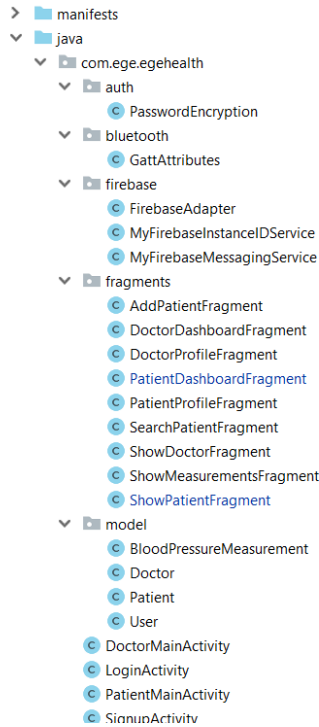 manifests
java
com.ege.egehealth
auth
C PasswordEncryption
bluetooth
C GattAttributes
firebase
C FirebaseAdapter
C MyFirebaseInstanceIDService
C MyFirebaseMessagingService
fragments
C AddPatientFragment
C DoctorDashboardFragment
C DoctorProfileFragment
C PatientDashboardFragment
C PatientProfileFragment
C SearchPatientFragment
C ShowDoctorFragment
C ShowMeasurementsFragment
C ShowPatientFragment
model
C BloodPressureMeasurement
C Doctor
C Patient
C User
C DoctorMainActivity
C LoginActivity
C PatientMainActivity
C SignupActivity